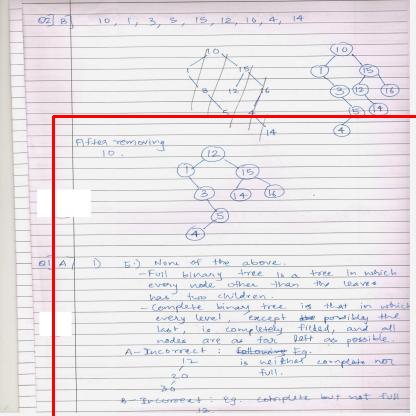 Q2] B] 10, 1, 3, 5, 15, 12, 16, 4, 14
10
1 15
3 12 16
5 4
14
10
1 15
3 12 16
5 14
4
After removing
10.
12
1 15
3 14 16
5
4
Q1] A] 1) E.) None of the above.
- Full binary tree is a tree in which
every node other than the leaves
has two children.
- Complete binary tree is that in which
every level, except possibly the
last, is completely filled, and all
nodes are as far left as possible.
A - Incorrect : following Eg.
12 is neither complete nor
20 full.
30
B - Incorrect : Eg. complete but not full
12